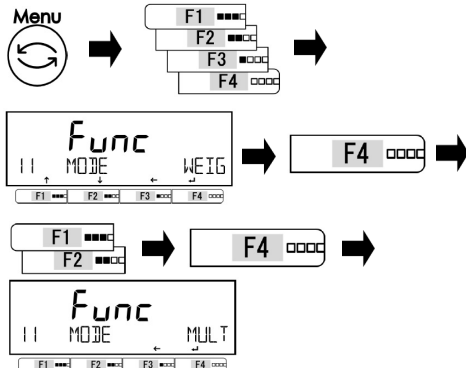 Menu
F1
F2
F3
F4
Func
11 MODE WEIG
F1 F2 F3 F4
F4
F1
F2
F4
Func
11 MODE MULT
F1 F2 F3 F4